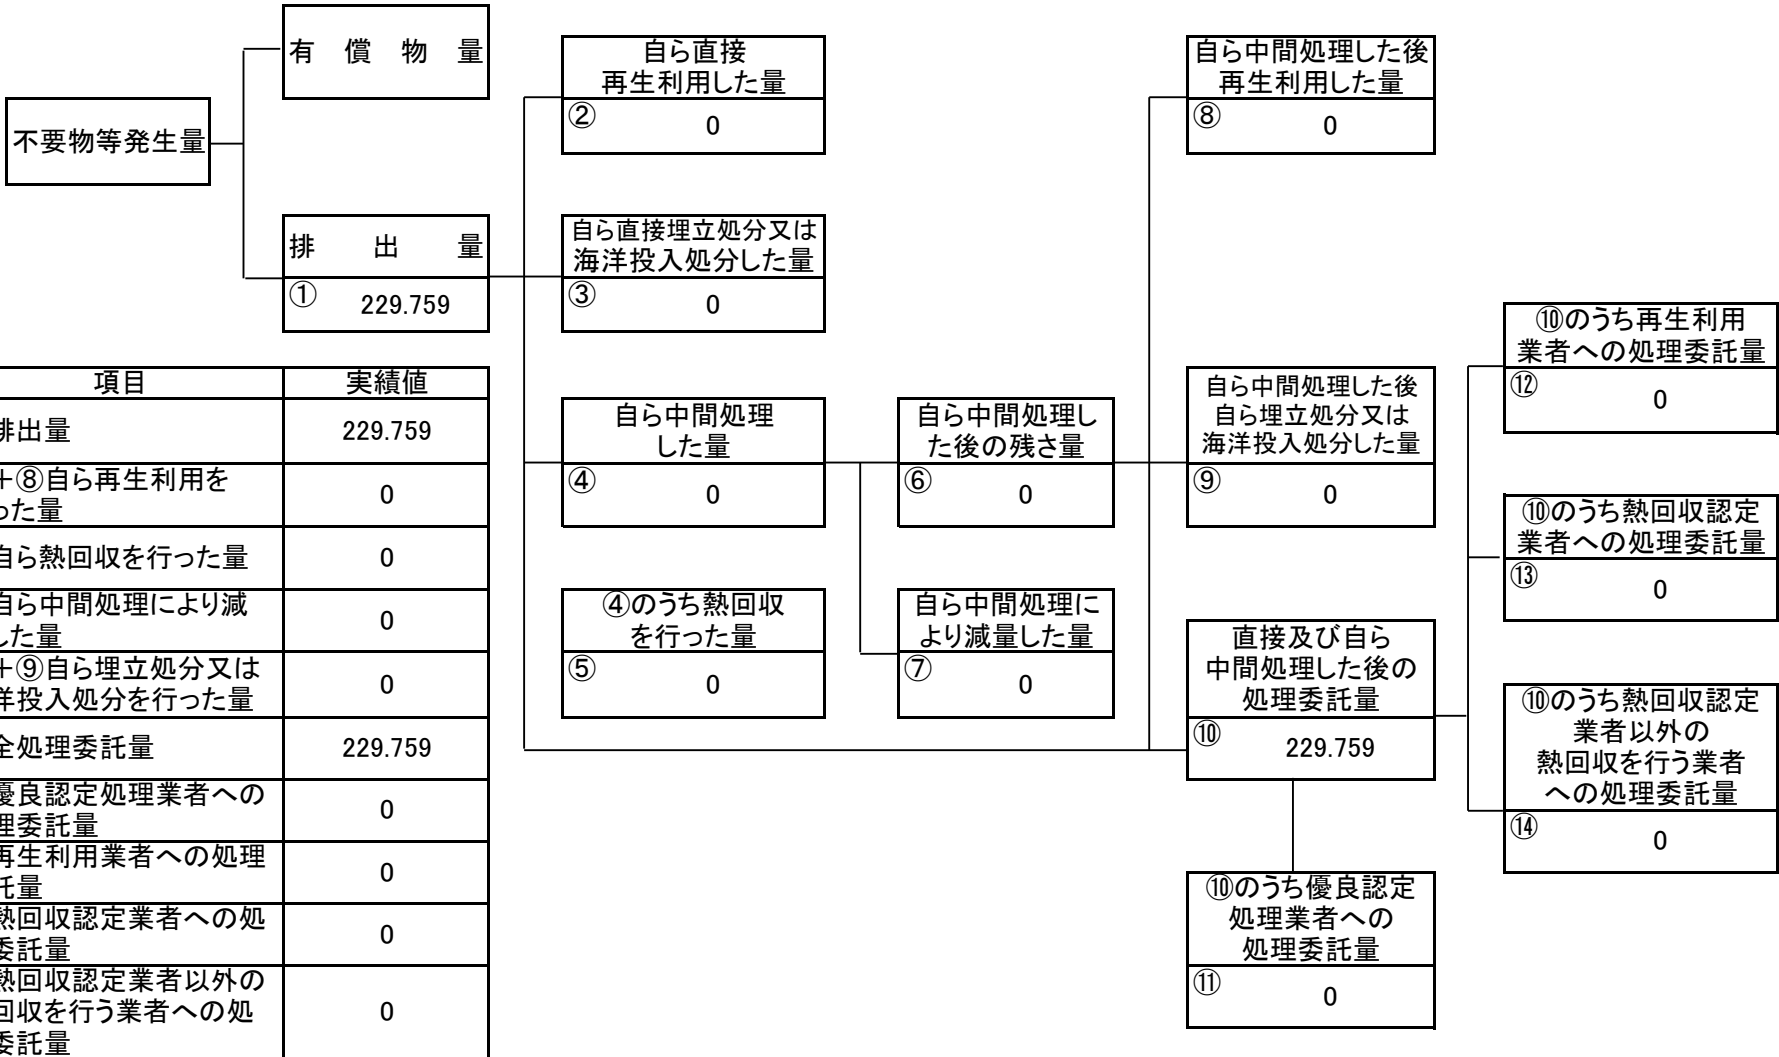 有 償 物 量
不要物等発生量
排 出 量
① 229.759
自ら直接
再生利用した量
② 0
自ら直接埋立処分又は
海洋投入処分した量
③ 0
自ら中間処理
した量
④ 0
④のうち熱回収
を行った量
⑤ 0
自ら中間処理し
た後の残さ量
⑥ 0
自ら中間処理に
より減量した量
⑦ 0
自ら中間処理した後
再生利用した量
⑧ 0
自ら中間処理した後
自ら埋立処分又は
海洋投入処分した量
⑨ 0
直接及び自ら
中間処理した後の
処理委託量
⑩ 229.759
⑩のうち優良認定
処理業者への
処理委託量
⑪ 0
⑩のうち再生利用
業者への処理委託量
⑫ 0
⑩のうち熱回収認定
業者への処理委託量
⑬ 0
⑩のうち熱回収認定
業者以外の
熱回収を行う業者
への処理委託量
⑭ 0
項目 実績値
排出量 229.759
+⑧自ら再生利用を
った量 0
自ら熱回収を行った量 0
自ら中間処理により減
した量 0
+⑨自ら埋立処分又は
洋投入処分を行った量 0
全処理委託量 229.759
優良認定処理業者への
理委託量 0
再生利用業者への処理
託量 0
熱回収認定業者への処
委託量 0
熱回収認定業者以外の
回収を行う業者への処
委託量 0